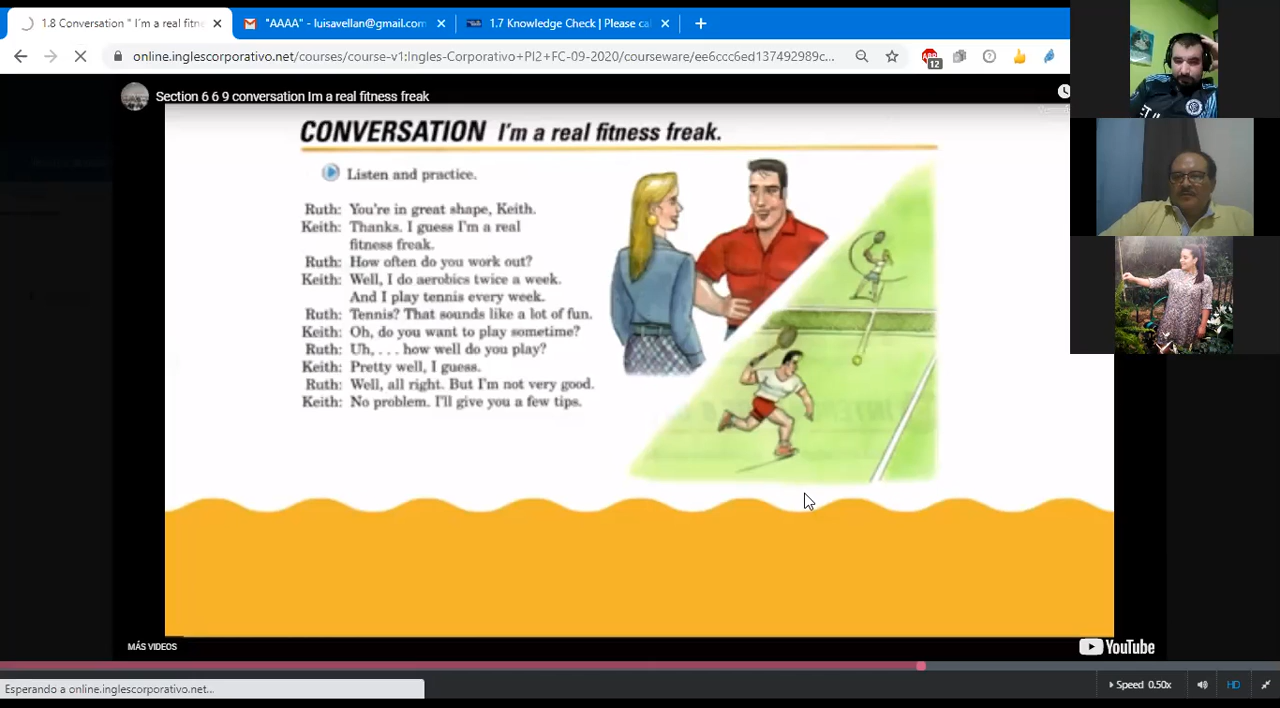 1.8 Conversation " I´m a real fitne
"AAAA" - luisavellan@gmail.com
1.7 Knowledge Check | Please ca
online.inglescorporativo.net/courses/course-v1:Ingles-Corporativo+PI2+FC-09-2020/courseware/ee6ccc6ed137492989c...
12
Section 6 6 9 conversation Im a real fitness freak
CONVERSATION I'm a real fitness freak.
Listen and practice.
Ruth: You're in great shape, Keith.
Keith: Thanks. I guess I'm a real
fitness freak.
Ruth: How often do you work out?
Keith: Well, I do aerobics twice a week.
And I play tennis every week.
Ruth: Tennis? That sounds like a lot of fun.
Keith: Oh, do you want to play sometime?
Ruth: Uh, . . . how well do you play?
Keith: Pretty well, I guess.
Ruth: Well, all right. But I'm not very good.
Keith: No problem. I'll give you a few tips.
MÁS VIDEOS
YouTube
Esperando a online.inglescorporativo.net...
Speed 0.50x
HD